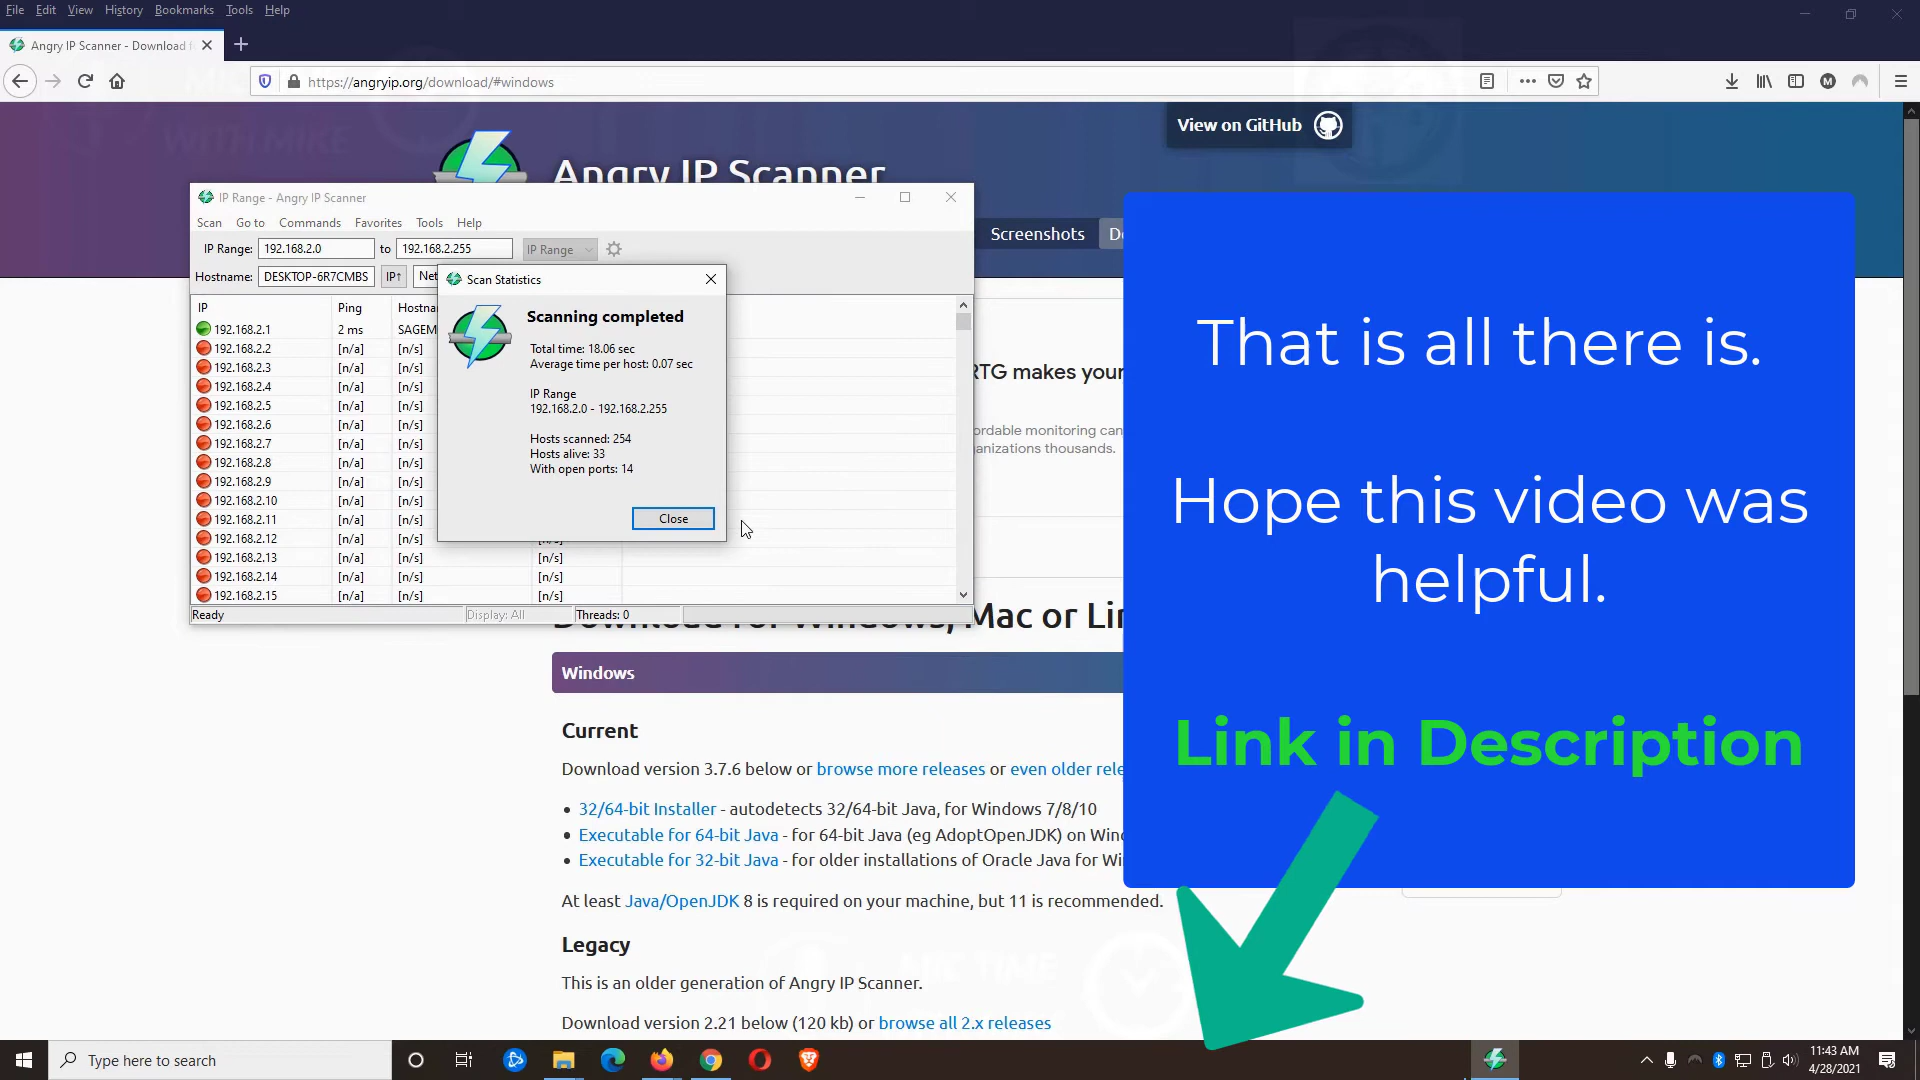 File Edit View History Bookmarks Tools Help
Angry IP Scanner - Download
https://angryip.org/download/#windows
WITH MIKE
View on GitHub
Angry IP Scanner
Screenshots
IP Range - Angry IP Scanner
Scan Go to Commands Favorites Tools Help
IP Range: 192.168.2.0 to 192.168.2.255 IP Range
Hostname: DESKTOP-6R7CMBS IP↑ Net
IP Ping Hostna
192.168.2.1 2 ms SAGEM
192.168.2.2 [n/a] [n/s]
192.168.2.3 [n/a] [n/s]
192.168.2.4 [n/a] [n/s]
192.168.2.5 [n/a] [n/s]
192.168.2.6 [n/a] [n/s]
192.168.2.7 [n/a] [n/s]
192.168.2.8 [n/a] [n/s]
192.168.2.9 [n/a] [n/s]
192.168.2.10 [n/a] [n/s]
192.168.2.11 [n/a] [n/s]
192.168.2.12 [n/a] [n/s] [n/s]
192.168.2.13 [n/a] [n/s] [n/s]
192.168.2.14 [n/a] [n/s] [n/s]
192.168.2.15 [n/a] [n/s] [n/s]
Ready Display: All Threads: 0
Scan Statistics
Scanning completed
Total time: 18.06 sec
Average time per host: 0.07 sec
IP Range
192.168.2.0 - 192.168.2.255
Hosts scanned: 254
Hosts alive: 33
With open ports: 14
Close
RTG makes your
ordable monitoring can
anizations thousands.
Download for Windows, Mac or Lin
Windows
Current
Download version 3.7.6 below or browse more releases or even older rele
• 32/64-bit Installer - autodetects 32/64-bit Java, for Windows 7/8/10
• Executable for 64-bit Java - for 64-bit Java (eg AdoptOpenJDK) on Wind
• Executable for 32-bit Java - for older installations of Oracle Java for Wi
At least Java/OpenJDK 8 is required on your machine, but 11 is recommended.
Legacy
This is an older generation of Angry IP Scanner.
Download version 2.21 below (120 kb) or browse all 2.x releases
That is all there is.
Hope this video was
helpful.
Link in Description
Type here to search
11:43 AM
4/28/2021